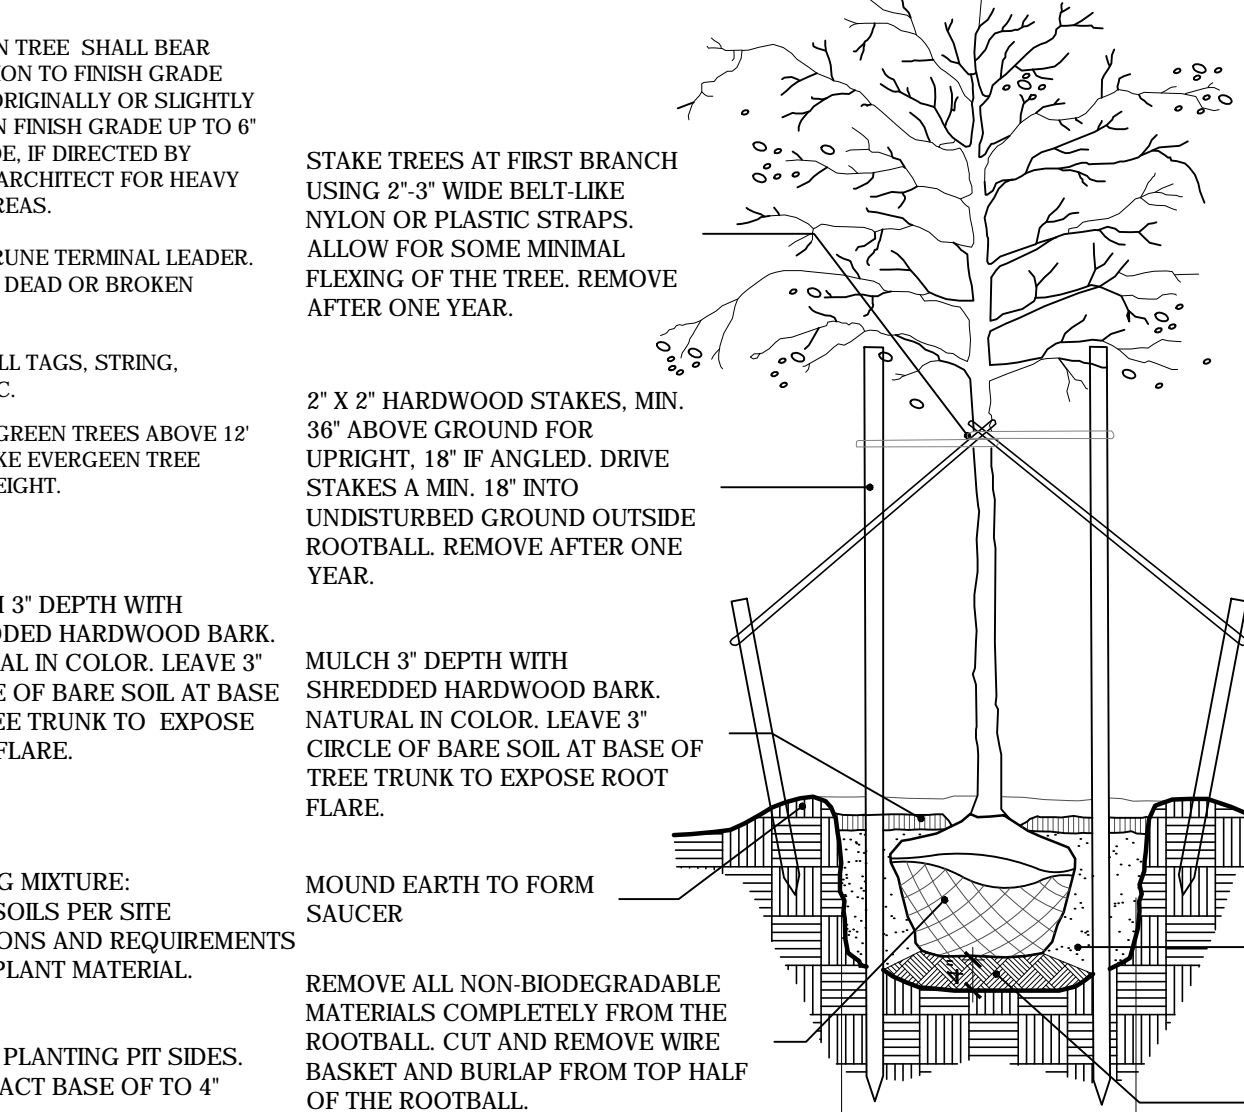 N TREE SHALL BEAR
ION TO FINISH GRADE
ORIGINALLY OR SLIGHTLY
N FINISH GRADE UP TO 6"
DE, IF DIRECTED BY
ARCHITECT FOR HEAVY
REAS.
RUNE TERMINAL LEADER.
DEAD OR BROKEN
LL TAGS, STRING,
C.
GREEN TREES ABOVE 12'
KE EVERGEEN TREE
EIGHT.
H 3" DEPTH WITH
DDED HARDWOOD BARK.
AL IN COLOR. LEAVE 3"
E OF BARE SOIL AT BASE
EE TRUNK TO EXPOSE
FLARE.
G MIXTURE:
SOILS PER SITE
ONS AND REQUIREMENTS
PLANT MATERIAL.
PLANTING PIT SIDES.
ACT BASE OF TO 4"
STAKE TREES AT FIRST BRANCH
USING 2"-3" WIDE BELT-LIKE
NYLON OR PLASTIC STRAPS.
ALLOW FOR SOME MINIMAL
FLEXING OF THE TREE. REMOVE
AFTER ONE YEAR.
2" X 2" HARDWOOD STAKES, MIN.
36" ABOVE GROUND FOR
UPRIGHT, 18" IF ANGLED. DRIVE
STAKES A MIN. 18" INTO
UNDISTURBED GROUND OUTSIDE
ROOTBALL. REMOVE AFTER ONE
YEAR.
MULCH 3" DEPTH WITH
SHREDDED HARDWOOD BARK.
NATURAL IN COLOR. LEAVE 3"
CIRCLE OF BARE SOIL AT BASE OF
TREE TRUNK TO EXPOSE ROOT
FLARE.
MOUND EARTH TO FORM
SAUCER
REMOVE ALL NON-BIODEGRADABLE
MATERIALS COMPLETELY FROM THE
ROOTBALL. CUT AND REMOVE WIRE
BASKET AND BURLAP FROM TOP HALF
OF THE ROOTBALL.
4"